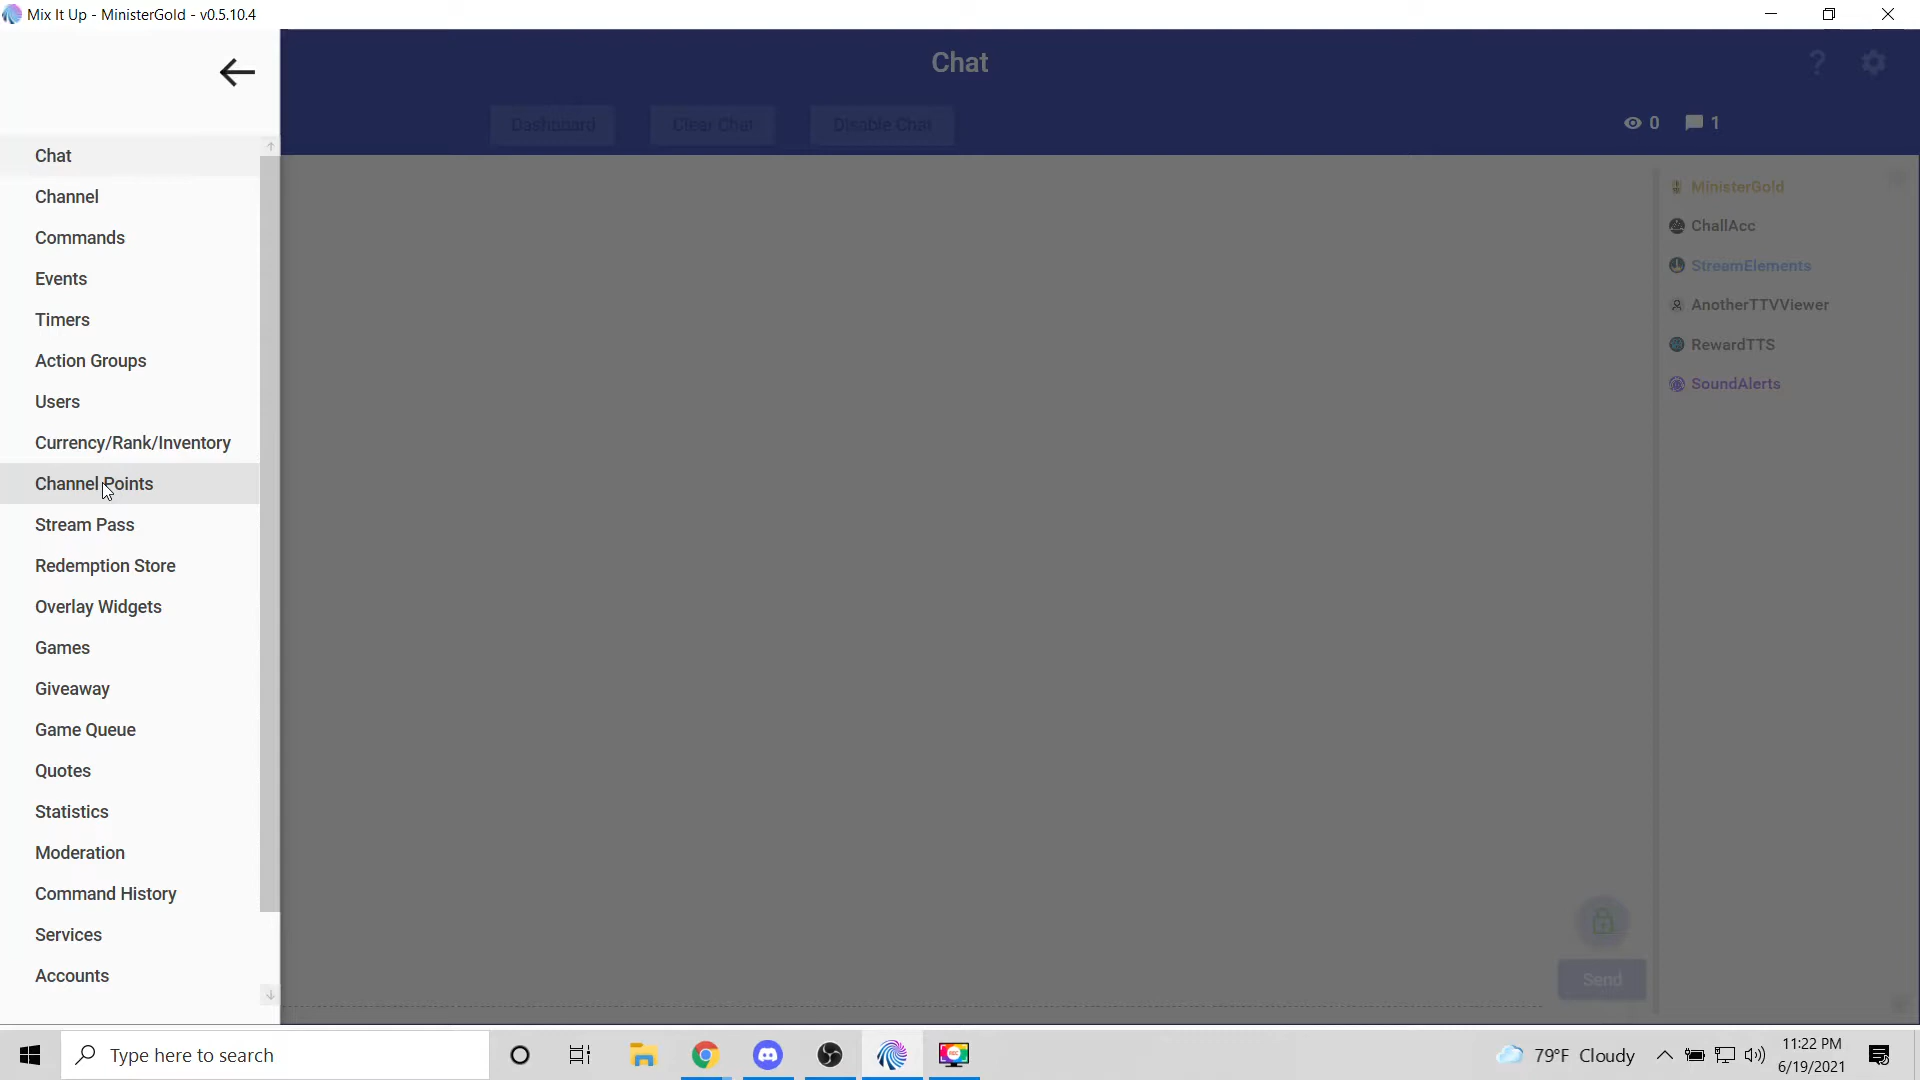 Mix It Up - MinisterGold - v0.5.10.4
Chat
Dashboard
Clear Chat
Disable Chat
0
1
Chat
Channel
Commands
Events
Timers
Action Groups
Users
Currency/Rank/Inventory
Channel Points
Stream Pass
Redemption Store
Overlay Widgets
Games
Giveaway
Game Queue
Quotes
Statistics
Moderation
Command History
Services
Accounts
MinisterGold
ChallAcc
StreamElements
AnotherTTVViewer
RewardTTS
SoundAlerts
Send
Type here to search
79°F Cloudy
11:22 PM
6/19/2021